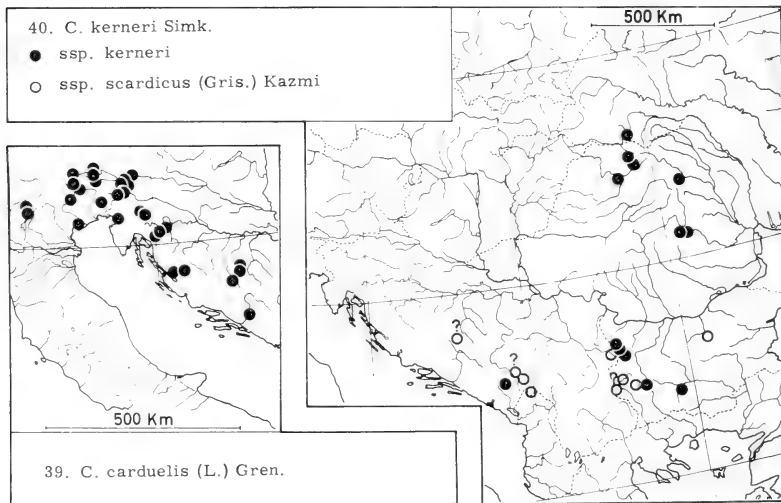 40. C. kerneri Simk.
ssp. kerneri
ssp. scardicus (Gris.) Kazmi
500 Km
?
?
?
500 Km
39. C. carduelis (L.) Gren.